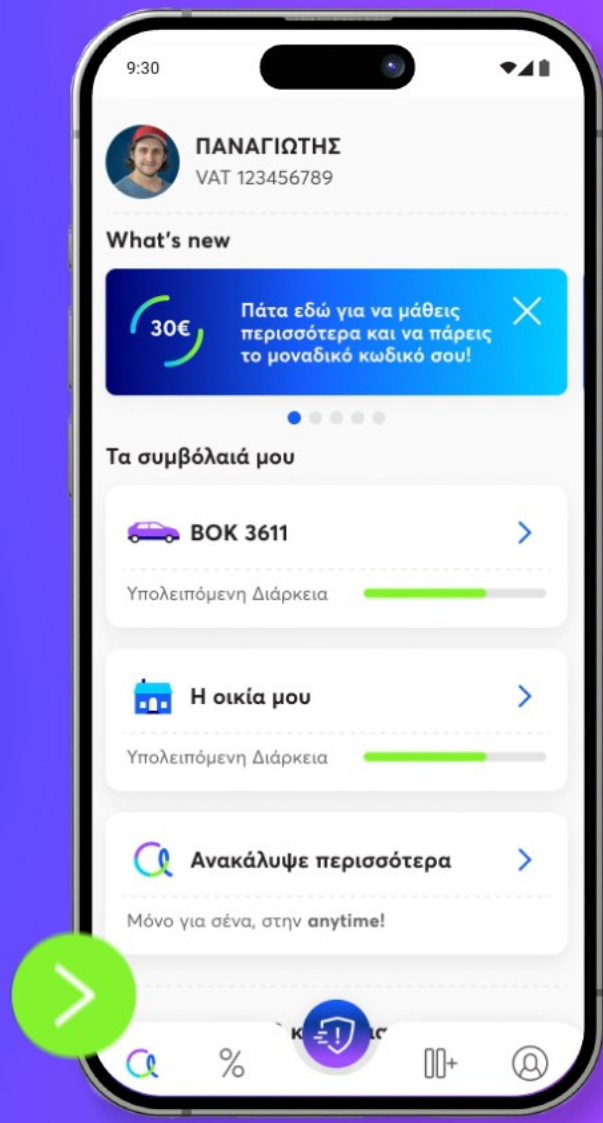 9:30
ΠΑΝΑΓΙΩΤΗΣ
VAT 123456789
What's new
30€
Πάτα εδώ για να μάθεις
περισσότερα και να πάρεις
το μοναδικό κωδικό σου!
Τα συμβόλαιά μου
ΒΟΚ 3611
Υπολειπόμενη Διάρκεια
Η οικία μου
Υπολειπόμενη Διάρκεια
Ανακάλυψε περισσότερα
Μόνο για σένα, στην anytime!
%